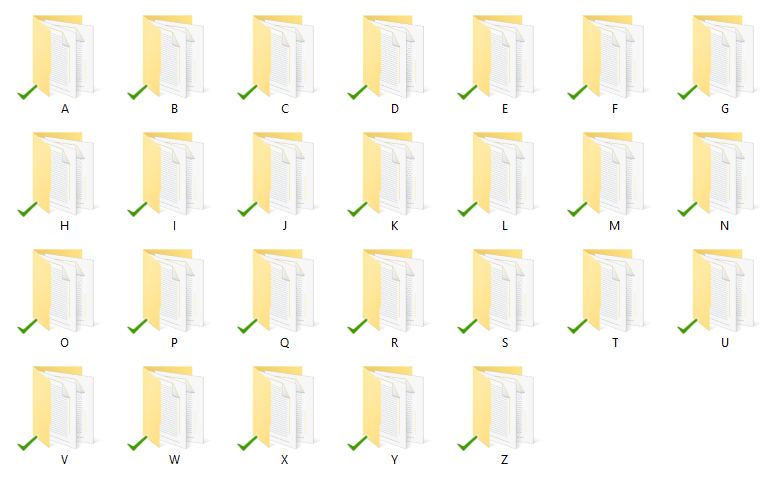 A B C D E F G
H I J K L M N
O P Q R S T U
V W X Y Z